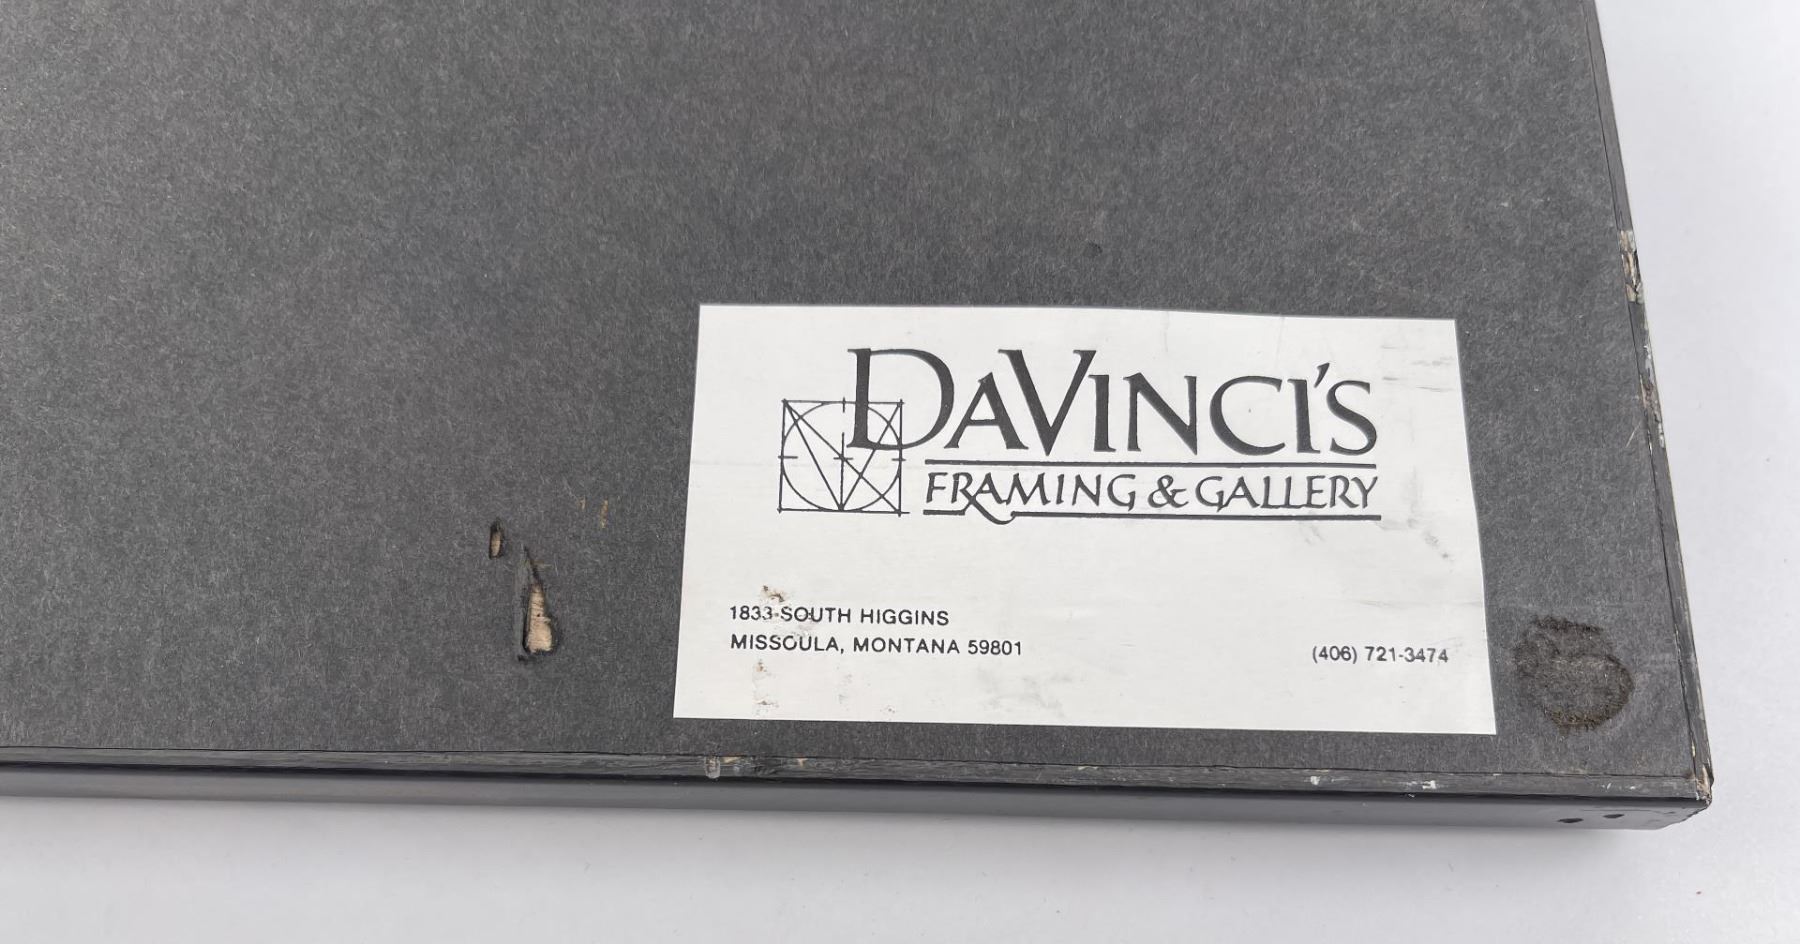 DAVINCI'S
FRAMING & GALLERY
1833 SOUTH HIGGINS
MISSOULA, MONTANA 59801
(406) 721-3474